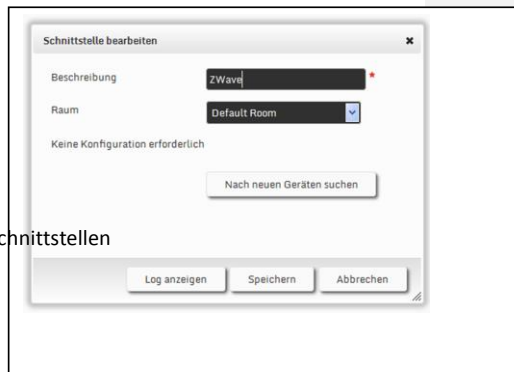 Schnittstelle bearbeiten
Beschreibung ZWave *
Raum Default Room
Keine Konfiguration erforderlich
Nach neuen Geräten suchen
chnittstellen
Log anzeigen Speichern Abbrechen